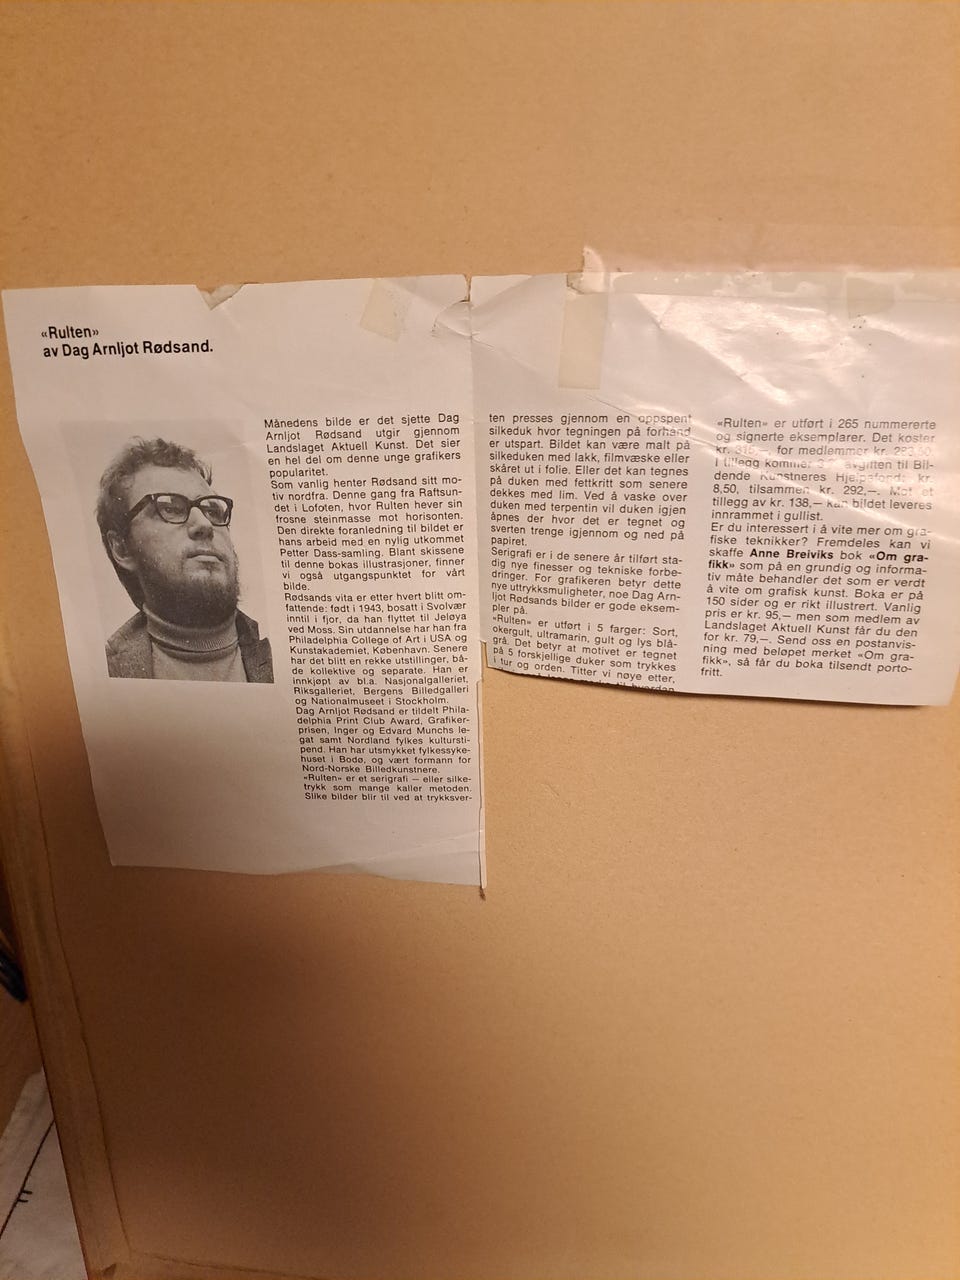 «Rulten»
av Dag Arnljot Rødsand.
Månedens bilde er det sjette Dag
Arnljot Rødsand utgir gjennom
Landslaget Aktuell Kunst. Det sier
en hel del om denne unge grafikers
popularitet.
Som vanlig henter Rødsand sitt mo-
tiv nordfra. Denne gang fra Raftsun-
det i Lofoten, hvor Rulten hever sin
frosne steinmasse mot horisonten.
Den direkte foranledning til bildet er
hans arbeid med en nylig utkommet
Petter Dass-samling. Blant skissene
til denne bokas illustrasjoner, finner
vi også utgangspunktet for vårt
bilde.
Rødsands vita er etter hvert blitt om-
fattende: født i 1943, bosatt i Svolvær
inntil i fjor, da han flyttet til Jeløya
ved Moss. Sin utdannelse har han fra
Philadelphia College of Art i USA og
Kunstakademiet, København. Senere
har det blitt en rekke utstillinger, bå-
de kollektive og separate. Han er
innkjøpt av bl.a. Nasjonalgalleriet,
Riksgalleriet, Bergens Billedgalleri
og Nationalmuseet i Stockholm.
Dag Arnljot Rødsand er tildelt Phila-
delphia Print Club Award, Grafiker-
prisen, Inger og Edvard Munchs le-
gat samt Nordland fylkes kulturstі-
pend. Han har utsmykket fylkessyke-
huset i Bodø, og vært formann for
Nord-Norske Billedkunstnere.
«Rulten» er et serigrafi – eller silke-
trykk som mange kaller metoden.
Slike bilder blir til ved at trykksver-
ten presses gjennom en oppspent
silkeduk hvor tegningen på forhånd
er utspart. Bildet kan være malt på
silkeduken med lakk, filmvæske eller
skåret ut i folie. Eller det kan tegnes
på duken med fettkritt som senere
dekkes med lim. Ved å vaske over
duken med terpentin vil duken igjen
åpnes der hvor det er tegnet og
sverten trenge igjennom og ned på
papiret.
Serigrafi er i de senere år tilført sta-
dig nye finesser og tekniske forbe-
dringer. For grafikeren betyr dette
nye uttryksmuligheter, noe Dag Arn-
ljot Rødsands bilder er gode eksem-
pler på.
«Rulten» er utført i 5 farger: Sort,
okergult, ultramarin, gult og lys blå-
grå. Det betyr at motivet er tegnet
på 5 forskjellige duker som trykkes
i tur og orden. Titter vi nøye etter,
til hvordan
«Rulten» er utført i 265 nummererte
og signerte eksemplarer. Det koster
kr. 315,–, for medlemmer kr.
I tillegg kommer avgiften til Bil-
dende Kunstneres Hjelpefond: kr.
8,50, tilsammen kr. 292,–. Mot et
tillegg av kr. 138,– kan bildet leveres
innrammet i gullist.
Er du interessert i å vite mer om gra-
fiske teknikker? Fremdeles kan vi
skaffe Anne Breiviks bok «Om gra-
fikk» som på en grundig og informa-
tiv måte behandler det som er verdt
å vite om grafisk kunst. Boka er på
150 sider og er rikt illustrert. Vanlig
pris er kr. 95,– men som medlem av
Landslaget Aktuell Kunst får du den
for kr. 79,–. Send oss en postanvis-
ning med beløpet merket «Om gra-
fikk», så får du boka tilsendt porto-
fritt.